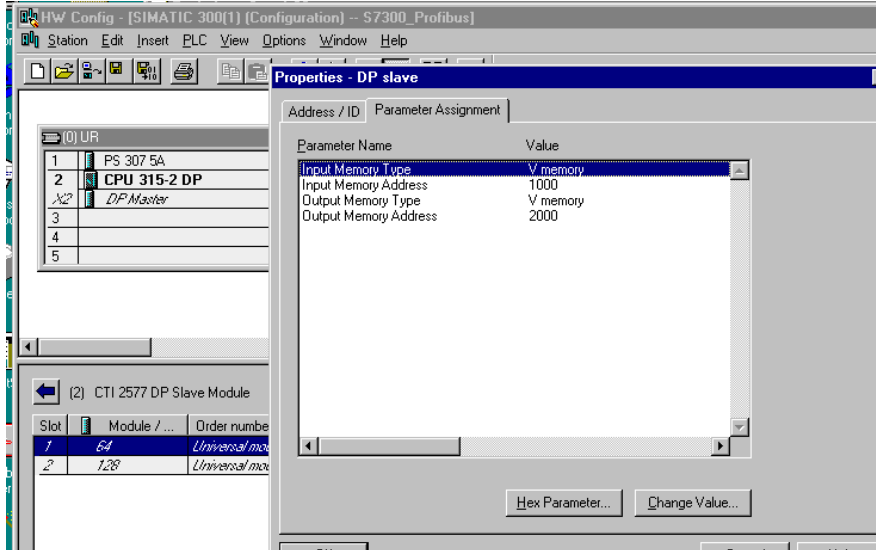 HW Config - [SIMATIC 300(1) (Configuration) -- S7300_Profibus]
Station Edit Insert PLC View Options Window Help
Properties - DP slave
Address / ID Parameter Assignment
(0) UR
1 PS 307 5A
2 CPU 315-2 DP
X2 DP Master
3
4
5
Parameter Name Value
Input Memory Type V memory
Input Memory Address 1000
Output Memory Type V memory
Output Memory Address 2000
(2) CTI 2577 DP Slave Module
Slot Module / ... Order numbe
1 64 Universal mo
2 128 Universal mo
Hex Parameter... Change Value...